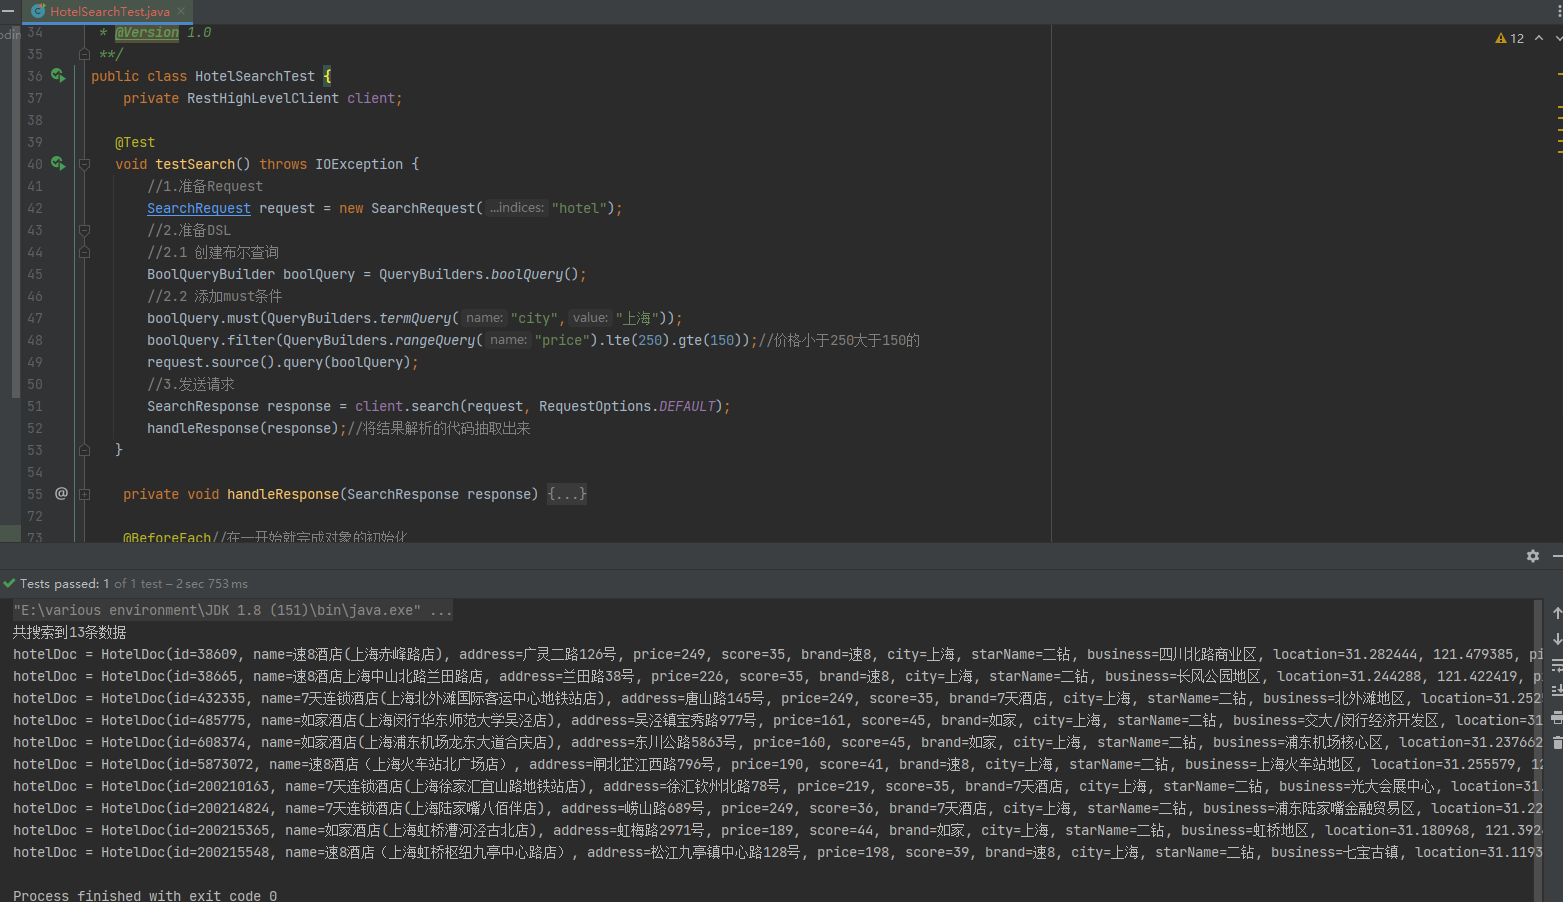 HotelSearchTest.java
odin
12
34 * @Version 1.0
35 **/
36 public class HotelSearchTest {
37 private RestHighLevelClient client;
38
39 @Test
40 void testSearch() throws IOException {
41 //1.准备Request
42 SearchRequest request = new SearchRequest( ...indices: "hotel");
43 //2.准备DSL
44 //2.1 创建布尔查询
45 BoolQueryBuilder boolQuery = QueryBuilders.boolQuery();
46 //2.2 添加must条件
47 boolQuery.must(QueryBuilders.termQuery( name: "city", value: "上海"));
48 boolQuery.filter(QueryBuilders.rangeQuery( name: "price").lte(250).gte(150));//价格小于250大于150的
49 request.source().query(boolQuery);
50 //3.发送请求
51 SearchResponse response = client.search(request, RequestOptions.DEFAULT);
52 handleResponse(response);//将结果解析的代码抽取出来
53 }
54
55 @ private void handleResponse(SearchResponse response) {...}
72
73 @BeforeEach//在一开始就完成对象的初始化
Tests passed: 1 of 1 test – 2 sec 753 ms
"E:\various environment\JDK 1.8 (151)\bin\java.exe" ...
共搜索到13条数据
hotelDoc = HotelDoc(id=38609, name=速8酒店(上海赤峰路店), address=广灵二路126号, price=249, score=35, brand=速8, city=上海, starName=二钻, business=四川北路商业区, location=31.282444, 121.479385, pi
hotelDoc = HotelDoc(id=38665, name=速8酒店上海中山北路兰田路店, address=兰田路38号, price=226, score=35, brand=速8, city=上海, starName=二钻, business=长风公园地区, location=31.244288, 121.422419, p
hotelDoc = HotelDoc(id=432335, name=7天连锁酒店(上海北外滩国际客运中心地铁站店), address=唐山路145号, price=249, score=35, brand=7天酒店, city=上海, starName=二钻, business=北外滩地区, location=31.252
hotelDoc = HotelDoc(id=485775, name=如家酒店(上海闵行华东师范大学吴泾店), address=吴泾镇宝秀路977号, price=161, score=45, brand=如家, city=上海, starName=二钻, business=交大/闵行经济开发区, location=31
hotelDoc = HotelDoc(id=608374, name=如家酒店(上海浦东机场龙东大道合庆店), address=东川公路5863号, price=160, score=45, brand=如家, city=上海, starName=二钻, business=浦东机场核心区, location=31.237662
hotelDoc = HotelDoc(id=5873072, name=速8酒店（上海火车站北广场店）, address=闸北芷江西路796号, price=190, score=41, brand=速8, city=上海, starName=二钻, business=上海火车站地区, location=31.255579, 12
hotelDoc = HotelDoc(id=200210163, name=7天连锁酒店(上海徐家汇宜山路地铁站店), address=徐汇钦州北路78号, price=219, score=35, brand=7天酒店, city=上海, starName=二钻, business=光大会展中心, location=31.
hotelDoc = HotelDoc(id=200214824, name=7天连锁酒店(上海陆家嘴八佰伴店), address=崂山路689号, price=249, score=36, brand=7天酒店, city=上海, starName=二钻, business=浦东陆家嘴金融贸易区, location=31.22
hotelDoc = HotelDoc(id=200215365, name=如家酒店(上海虹桥漕河泾古北店), address=虹梅路2971号, price=189, score=44, brand=如家, city=上海, starName=二钻, business=虹桥地区, location=31.180968, 121.392
hotelDoc = HotelDoc(id=200215548, name=速8酒店（上海虹桥枢纽九亭中心路店）, address=松江九亭镇中心路128号, price=198, score=39, brand=速8, city=上海, starName=二钻, business=七宝古镇, location=31.1193
Process finished with exit code 0